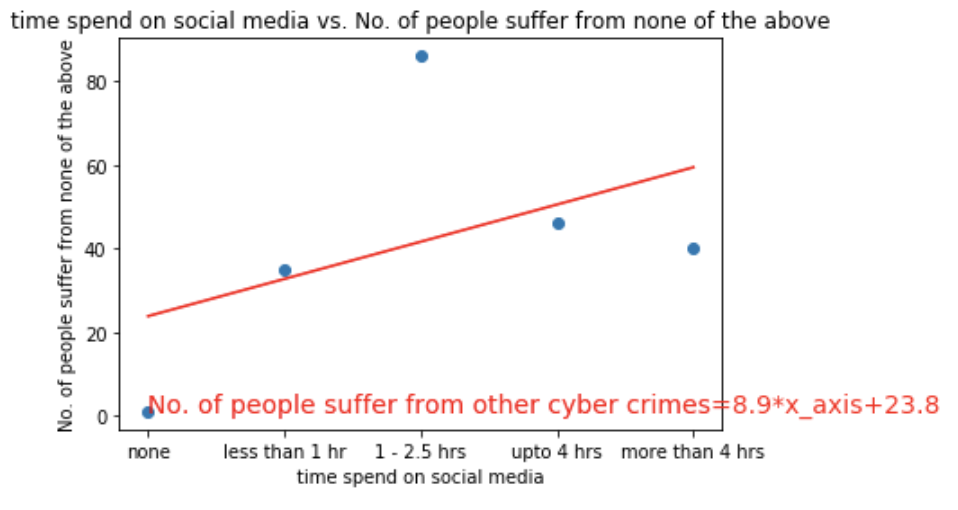 time spend on social media vs. No. of people suffer from none of the above
No. of people suffer from none of the above
80
60
40
20
0
No. of people suffer from other cyber crimes=8.9*x_axis+23.8
none
less than 1 hr
1 - 2.5 hrs
upto 4 hrs
more than 4 hrs
time spend on social media